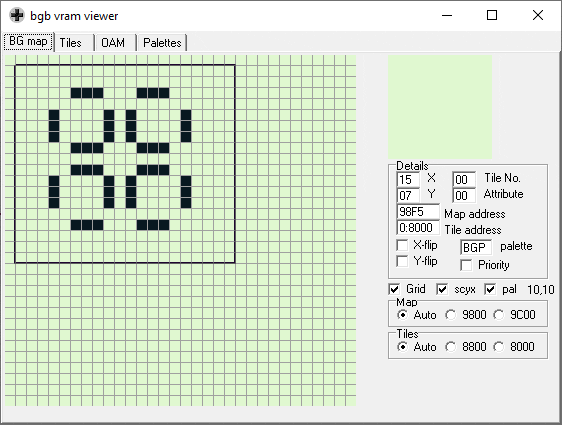 bgb vram viewer
BG map Tiles OAM Palettes
Details
15 X 00 Tile No.
07 Y 00 Attribute
98F5 Map address
0:8000 Tile address
X-flip BGP palette
Y-flip Priority
Grid scyx pal 10,10
Map
Auto 9800 9C00
Tiles
Auto 8800 8000